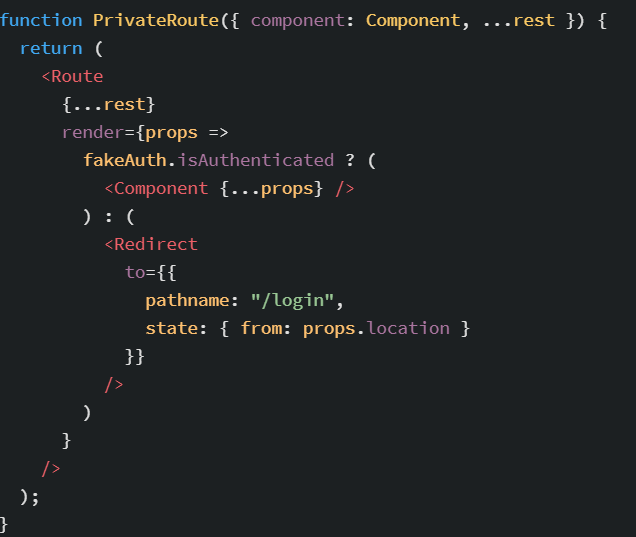 function PrivateRoute({ component: Component, ...rest }) {
  return (
    <Route
      {...rest}
      render={props =>
        fakeAuth.isAuthenticated ? (
          <Component {...props} />
        ) : (
          <Redirect
            to={{
              pathname: "/login",
              state: { from: props.location }
            }}
          />
        )
      }
    />
  );
}